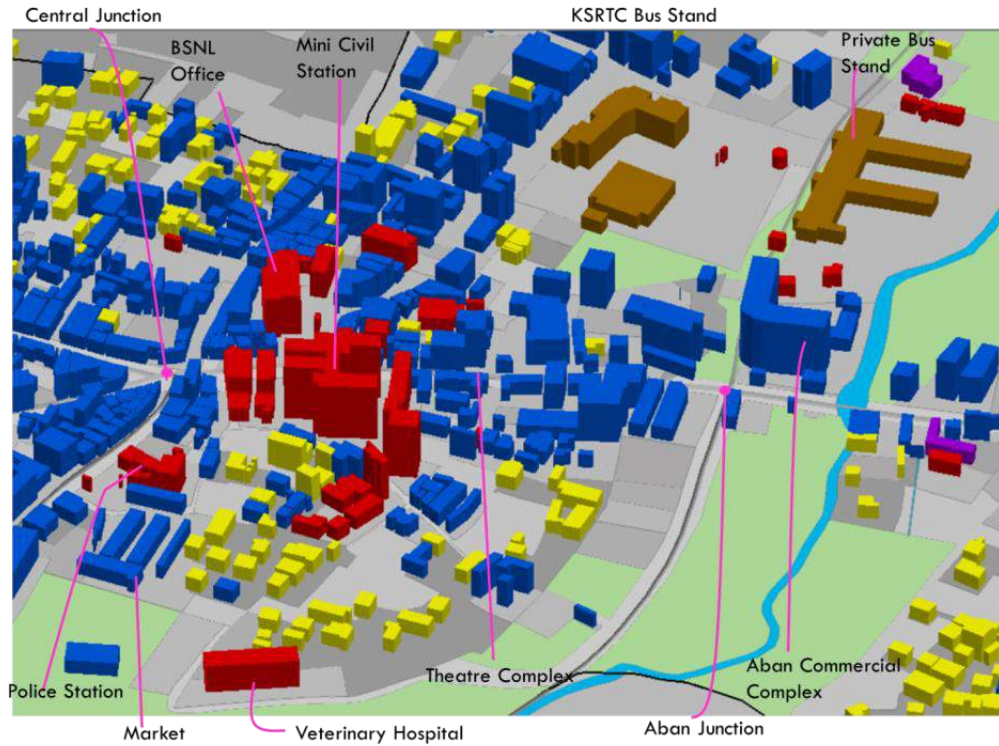 Central Junction
KSRTC Bus Stand
BSNL
Office
Mini Civil
Station
Private Bus
Stand
Police Station
Market
Veterinary Hospital
Theatre Complex
Aban Commercial
Complex
Aban Junction